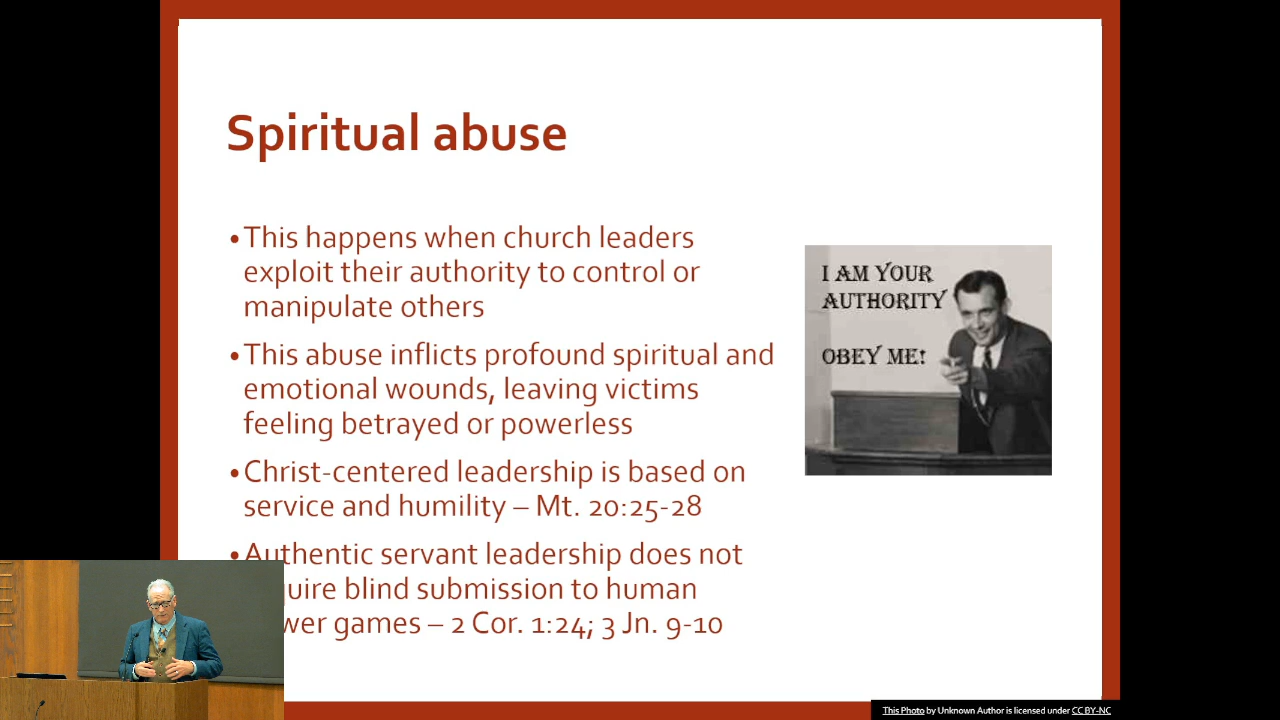 Spiritual abuse
•This happens when church leaders
exploit their authority to control or
manipulate others
•This abuse inflicts profound spiritual and
emotional wounds, leaving victims
feeling betrayed or powerless
•Christ-centered leadership is based on
service and humility – Mt. 20:25-28
•Authentic servant leadership does not
blind submission to human
games – 2 Cor. 1:24; 3 Jn. 9-10
I AM YOUR
AUTHORITY
OBEY ME!
This Photo by Unknown Author is licensed under CC BY-NC